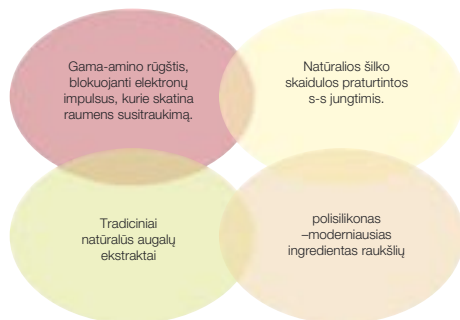 Gama-amino rūgštis,
blokuojanti elektronų
impulsus, kurie skatina
raumens susitraukimą.
Natūralios šilko
skaidulos praturtintos
s-s jungtimis.
Tradiciniai
natūralūs augalų
ekstraktai
polisilikonas
–moderniausias
ingredientas raukšlių